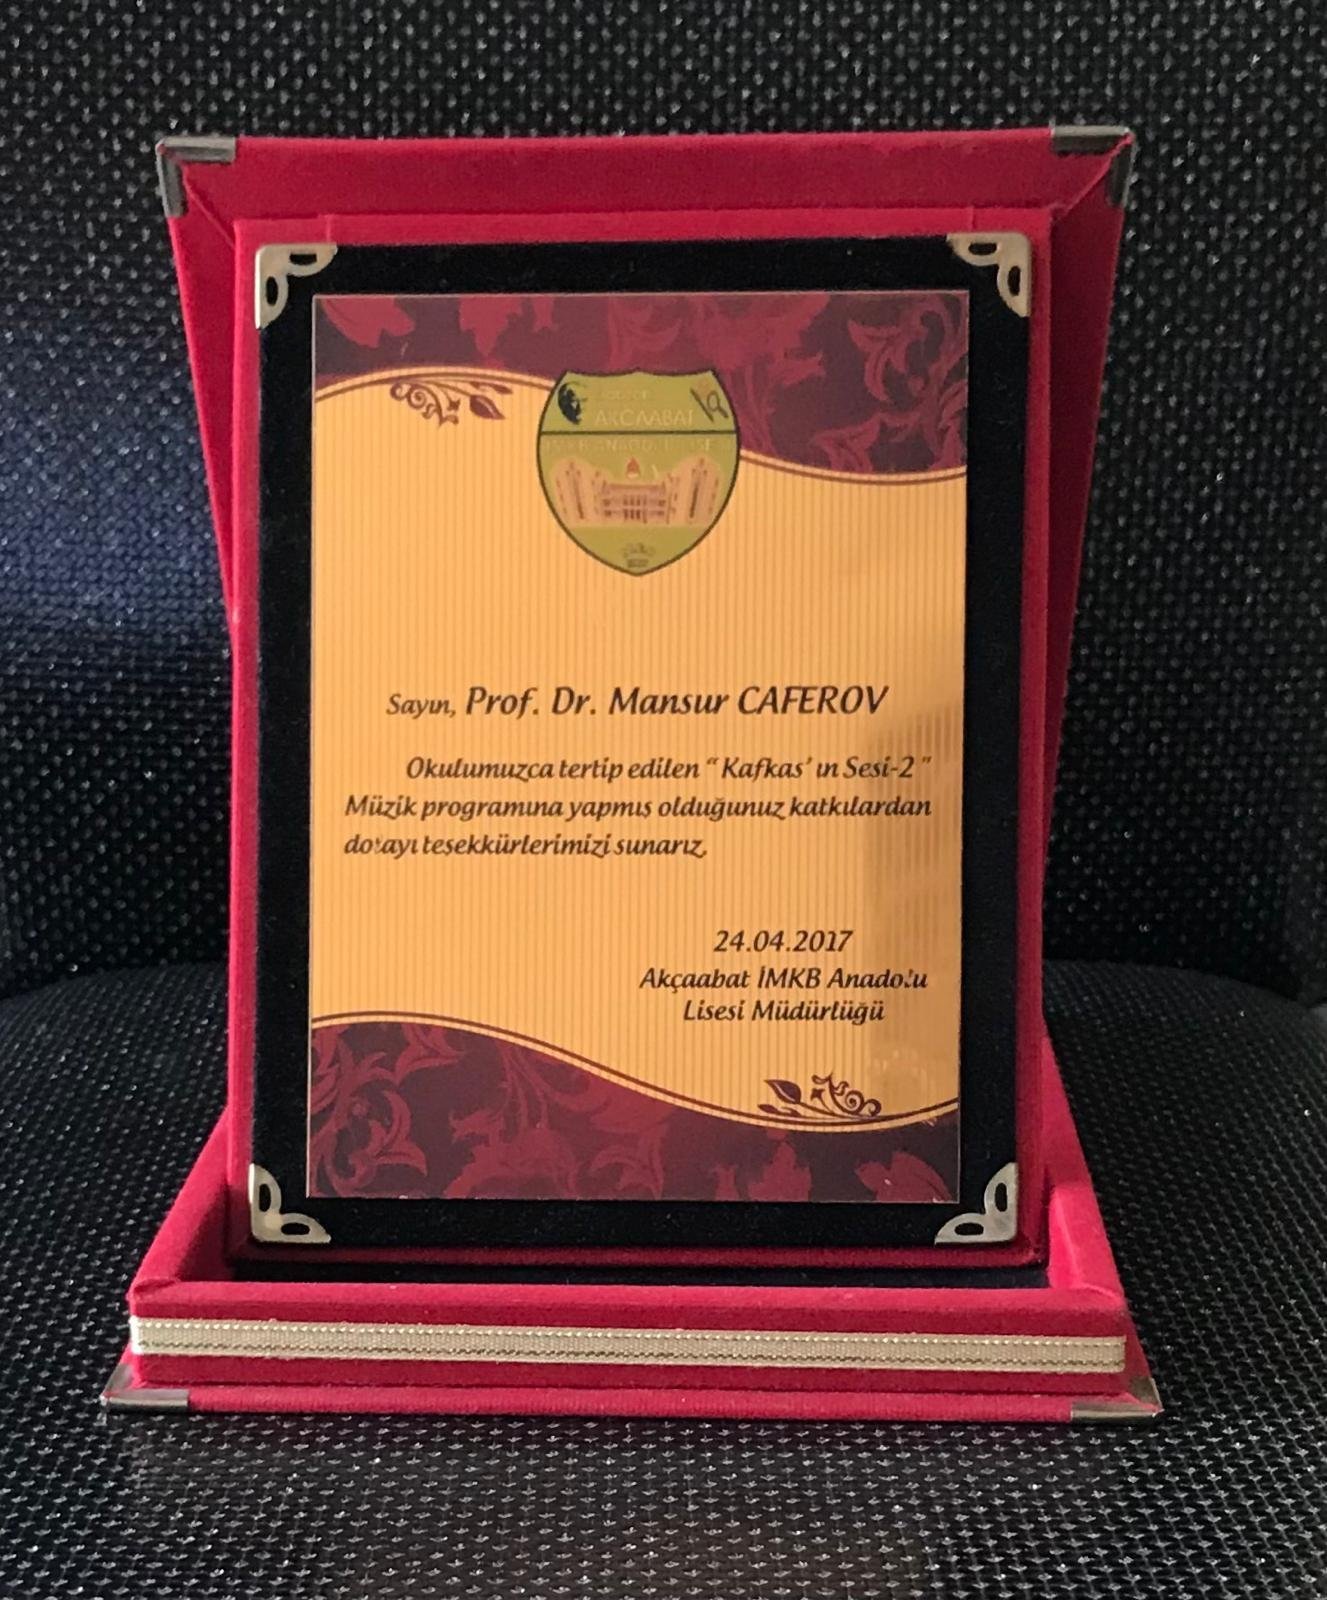 AKÇAABAT
Sayın, Prof. Dr. Mansur CAFEROV
Okulumuzca tertip edilen " Kafkas' ın Sesi-2 "
Müzik programına yapmış olduğunuz katkılardan
dolayı teşekkürlerimizi sunarız.
24.04.2017
Akçaabat İMKB Anadolu
Lisesi Müdürlüğü